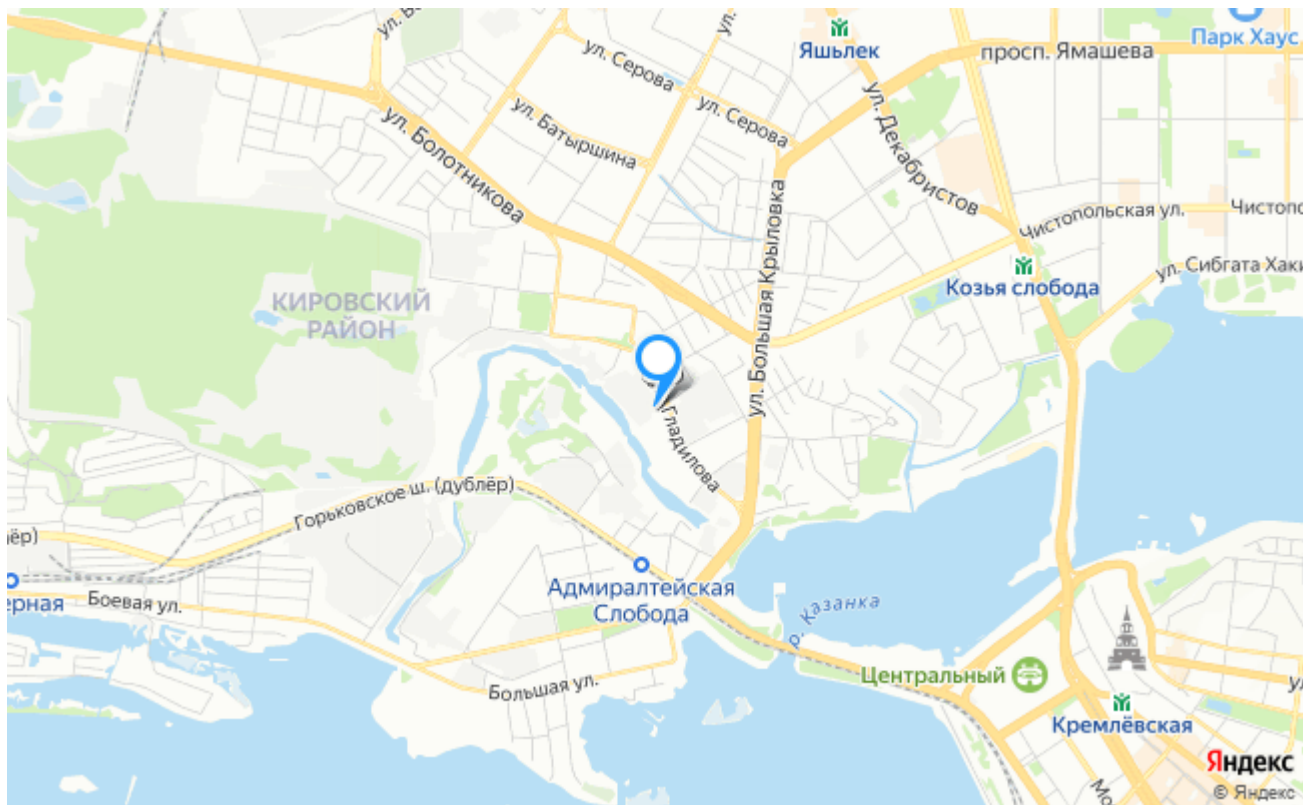 Яшьлек
просп. Ямашева
Парк Хаус
ул. Серова
ул. Серова
ул. Декабристов
ул. Батыршина
ул. Болотникова
ул. Большая Крыловка
Чистопольская ул.
ул. Сибгата
Козья слобода
КИРОВСКИЙ
РАЙОН
Гладилова
Горьковское ш. (дублёр)
Адмиралтейская
Слобода
Боевая ул.
р. Казанка
Большая ул.
Центральный
Кремлёвская
Яндекс
© Яндекс